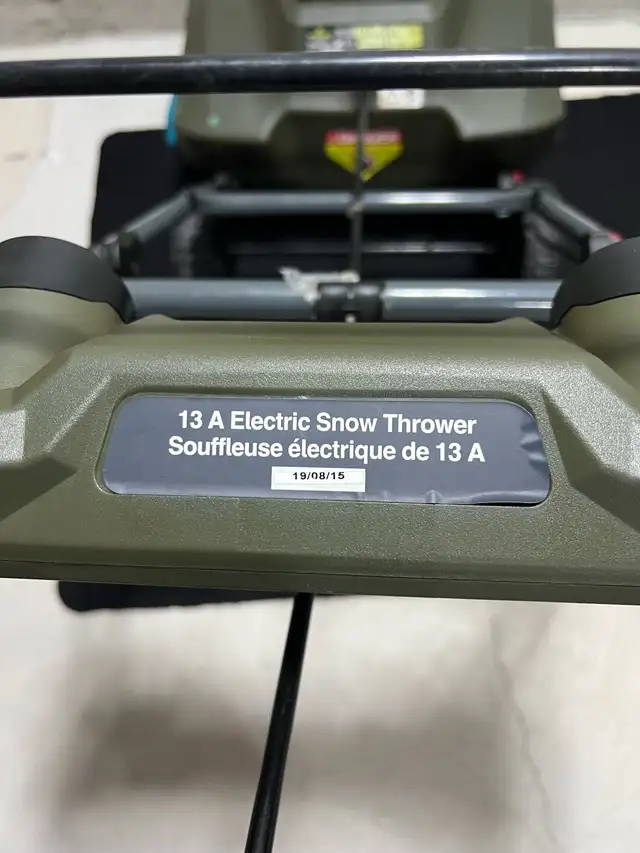 13 A Electric Snow Thrower
Souffleuse électrique de 13 A
19/08/15